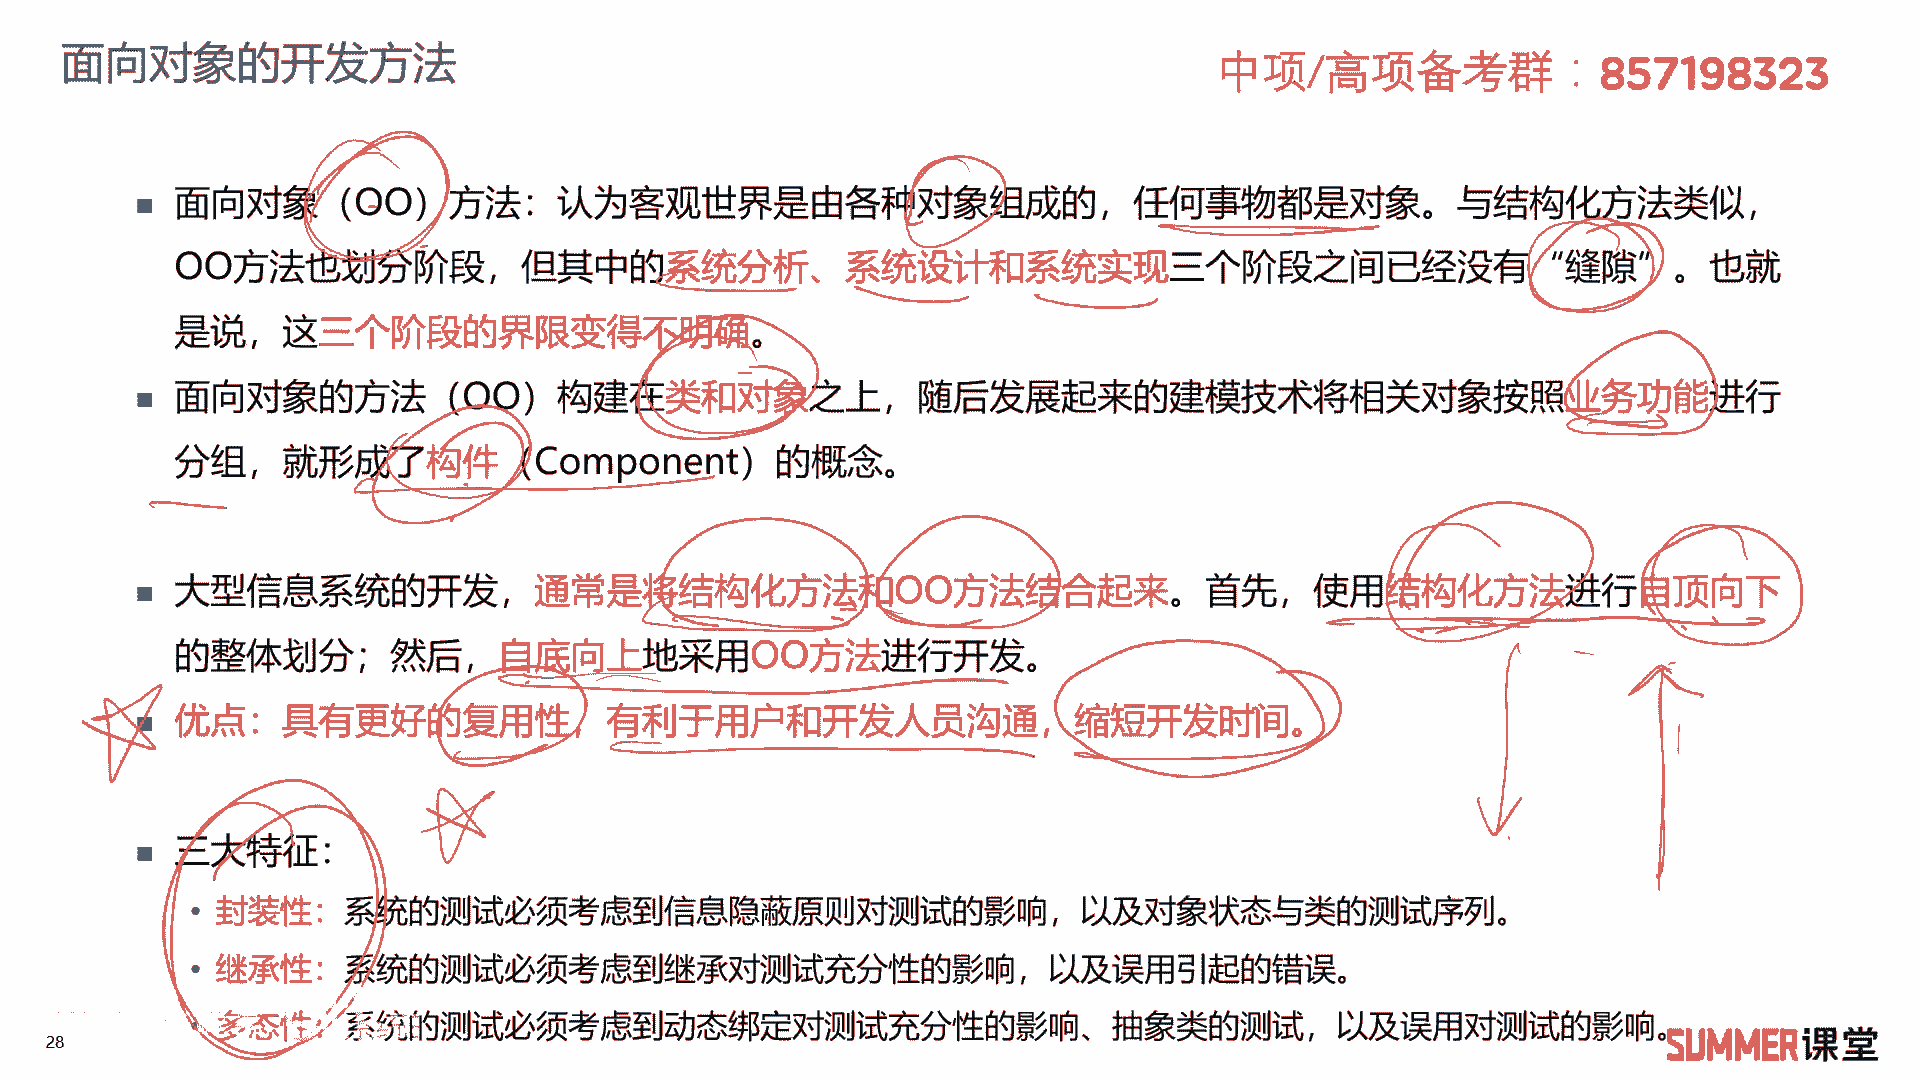 面向对象的开发方法
中项/高项备考群：857198323
面向对象（OO）方法：认为客观世界是由各种对象组成的，任何事物都是对象。与结构化方法类似，
OO方法也划分阶段，但其中的系统分析、系统设计和系统实现三个阶段之间已经没有“缝隙”。也就
是说，这三个阶段的界限变得不明确。
面向对象的方法（OO）构建在类和对象之上，随后发展起来的建模技术将相关对象按照业务功能进行
分组，就形成了构件（Component）的概念。
大型信息系统的开发，通常是将结构化方法和OO方法结合起来。首先，使用结构化方法进行自顶向下
的整体划分；然后，自底向上地采用OO方法进行开发。
优点：具有更好的复用性，有利于用户和开发人员沟通，缩短开发时间。
三大特征：
封装性：系统的测试必须考虑到信息隐蔽原则对测试的影响，以及对象状态与类的测试序列。
继承性：系统的测试必须考虑到继承对测试充分性的影响，以及误用引起的错误。
多态性：系统的测试必须考虑到动态绑定对测试充分性的影响、抽象类的测试，以及误用对测试的影响。
28
SUMMER课堂